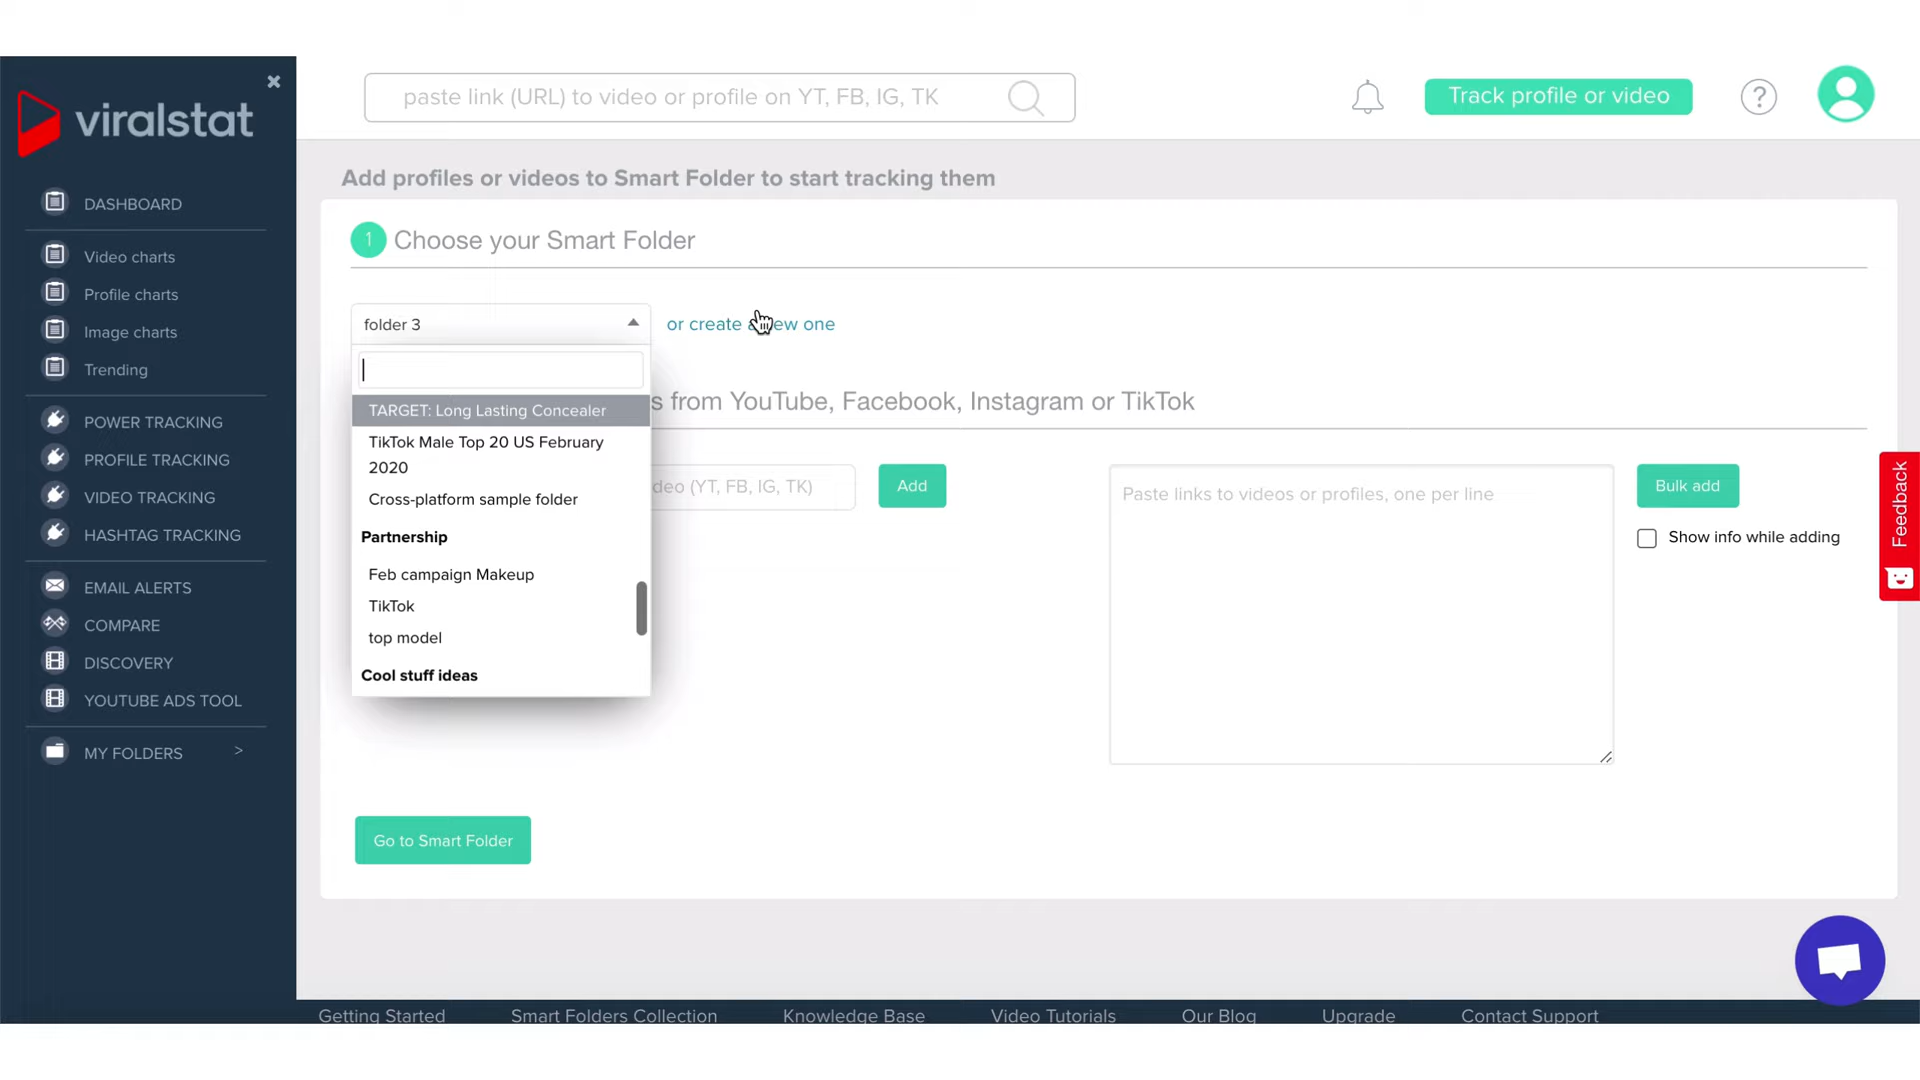 viralstat
paste link (URL) to video or profile on YT, FB, IG, TK
Track profile or video
?
DASHBOARD
Video charts
Profile charts
Image charts
Trending
POWER TRACKING
PROFILE TRACKING
VIDEO TRACKING
HASHTAG TRACKING
EMAIL ALERTS
COMPARE
DISCOVERY
YOUTUBE ADS TOOL
MY FOLDERS >
Add profiles or videos to Smart Folder to start tracking them
1 Choose your Smart Folder
folder 3
or create ew one
TARGET: Long Lasting Concealer
TikTok Male Top 20 US February
2020
Cross-platform sample folder
Partnership
Feb campaign Makeup
TikTok
top model
Cool stuff ideas
s from YouTube, Facebook, Instagram or TikTok
deo (YT, FB, IG, TK)
Add
Paste links to videos or profiles, one per line
Bulk add
Show info while adding
Feedback
Go to Smart Folder
Getting Started
Smart Folders Collection
Knowledge Base
Video Tutorials
Our Blog
Upgrade
Contact Support